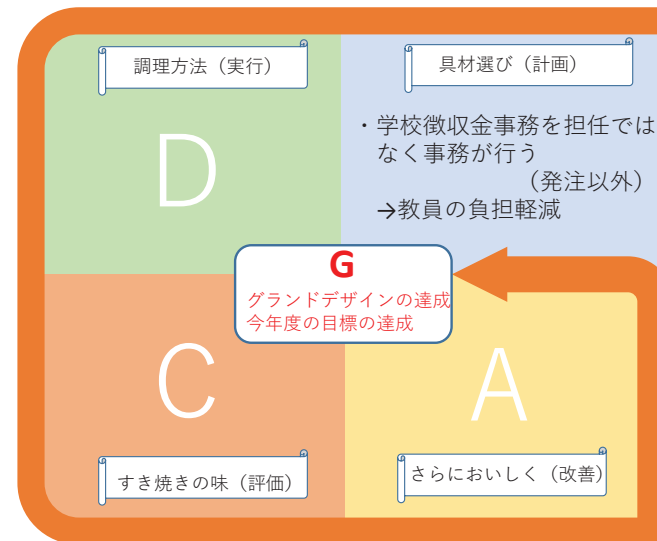 調理方法（実行）
具材選び（計画）
D
・学校徴収金事務を担任では
なく事務が行う
（発注以外）
→教員の負担軽減
G
グランドデザインの達成
今年度の目標の達成
C
A
すき焼きの味（評価）
さらにおいしく（改善）